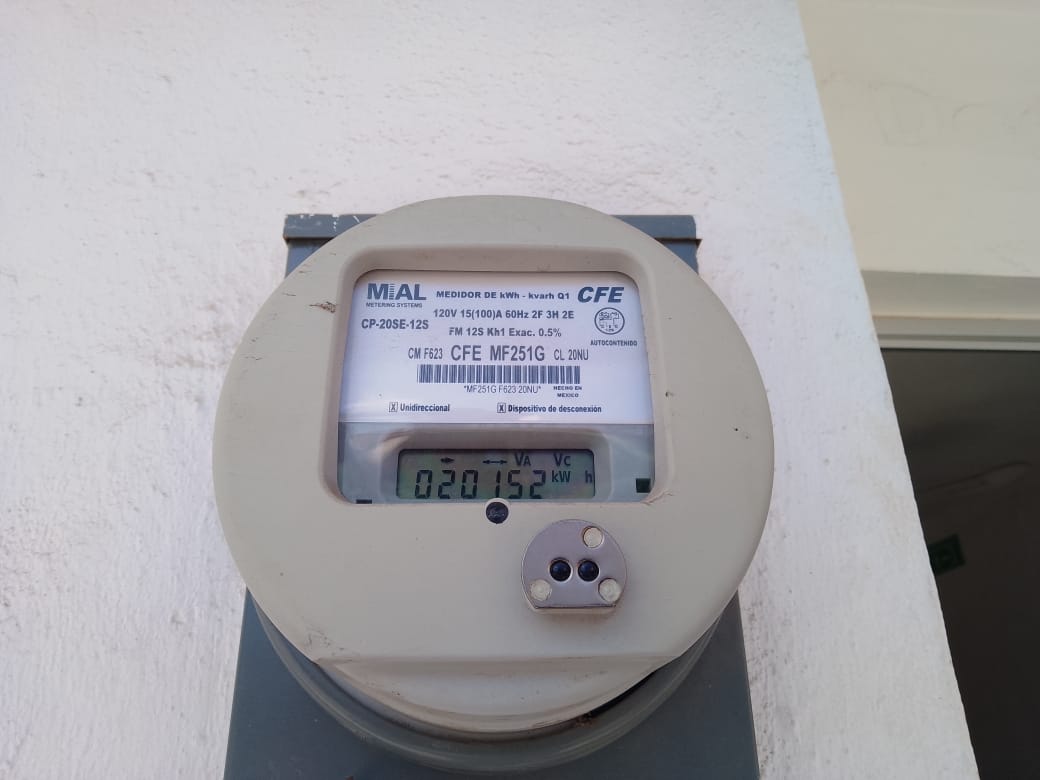 MIAL
METERING SYSTEMS
MEDIDOR DE kWh - kvarh Q1
CFE
CP-20SE-12S
120V 15(100)A 60Hz 2F 3H 2E
FM 12S Kh1 Exac. 0.5%
AUTOCONTENIDO
CM F623 CFE MF251G CL 20NU
*MF251G F623 20NU*
HECHO EN
MEXICO
X Unidireccional
X Dispositivo de desconexión
VA VC
020152 kW h